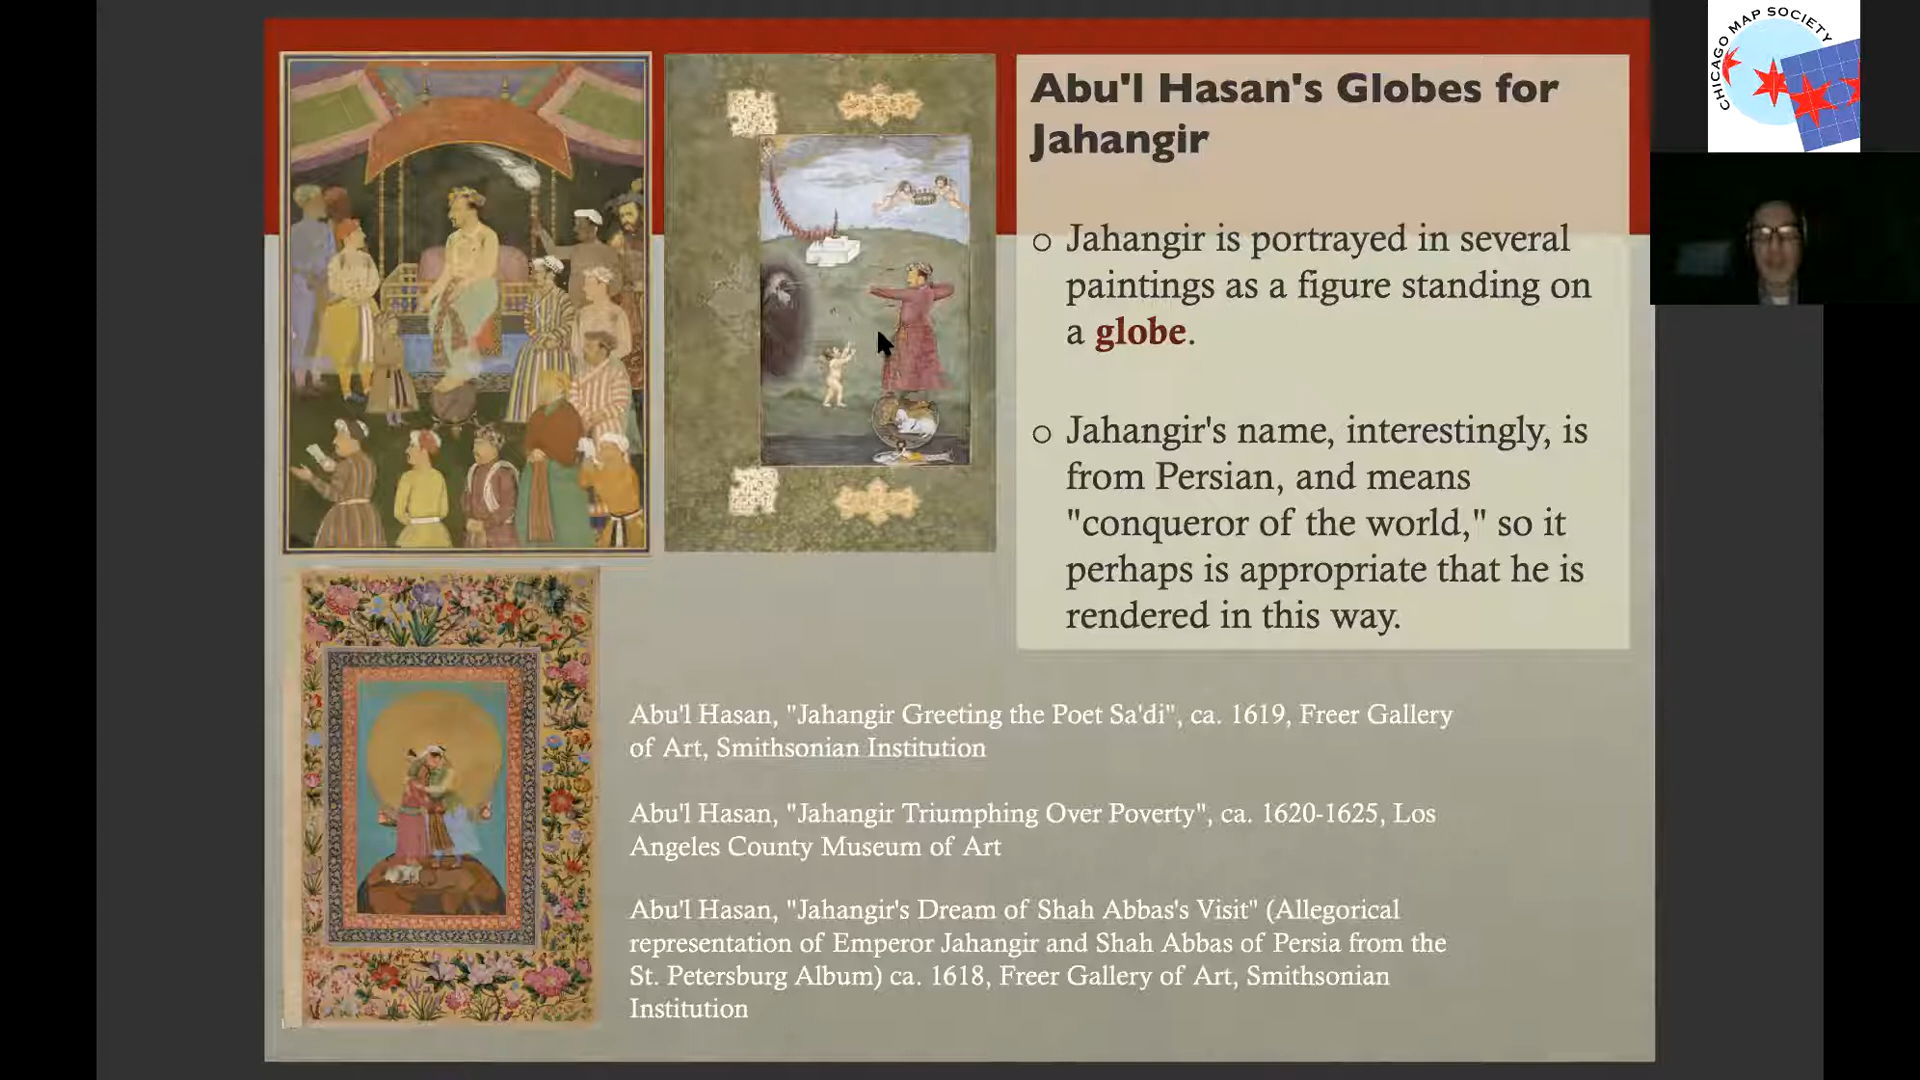 CHICAGO MAP SOCIETY
Abu'l Hasan's Globes for
Jahangir
Jahangir is portrayed in several
paintings as a figure standing on
a globe.
Jahangir's name, interestingly, is
from Persian, and means
"conqueror of the world," so it
perhaps is appropriate that he is
rendered in this way.
Abu'l Hasan, "Jahangir Greeting the Poet Sa'di", ca. 1619, Freer Gallery
of Art, Smithsonian Institution
Abu'l Hasan, "Jahangir Triumphing Over Poverty", ca. 1620-1625, Los
Angeles County Museum of Art
Abu'l Hasan, "Jahangir's Dream of Shah Abbas's Visit" (Allegorical
representation of Emperor Jahangir and Shah Abbas of Persia from the
St. Petersburg Album) ca. 1618, Freer Gallery of Art, Smithsonian
Institution